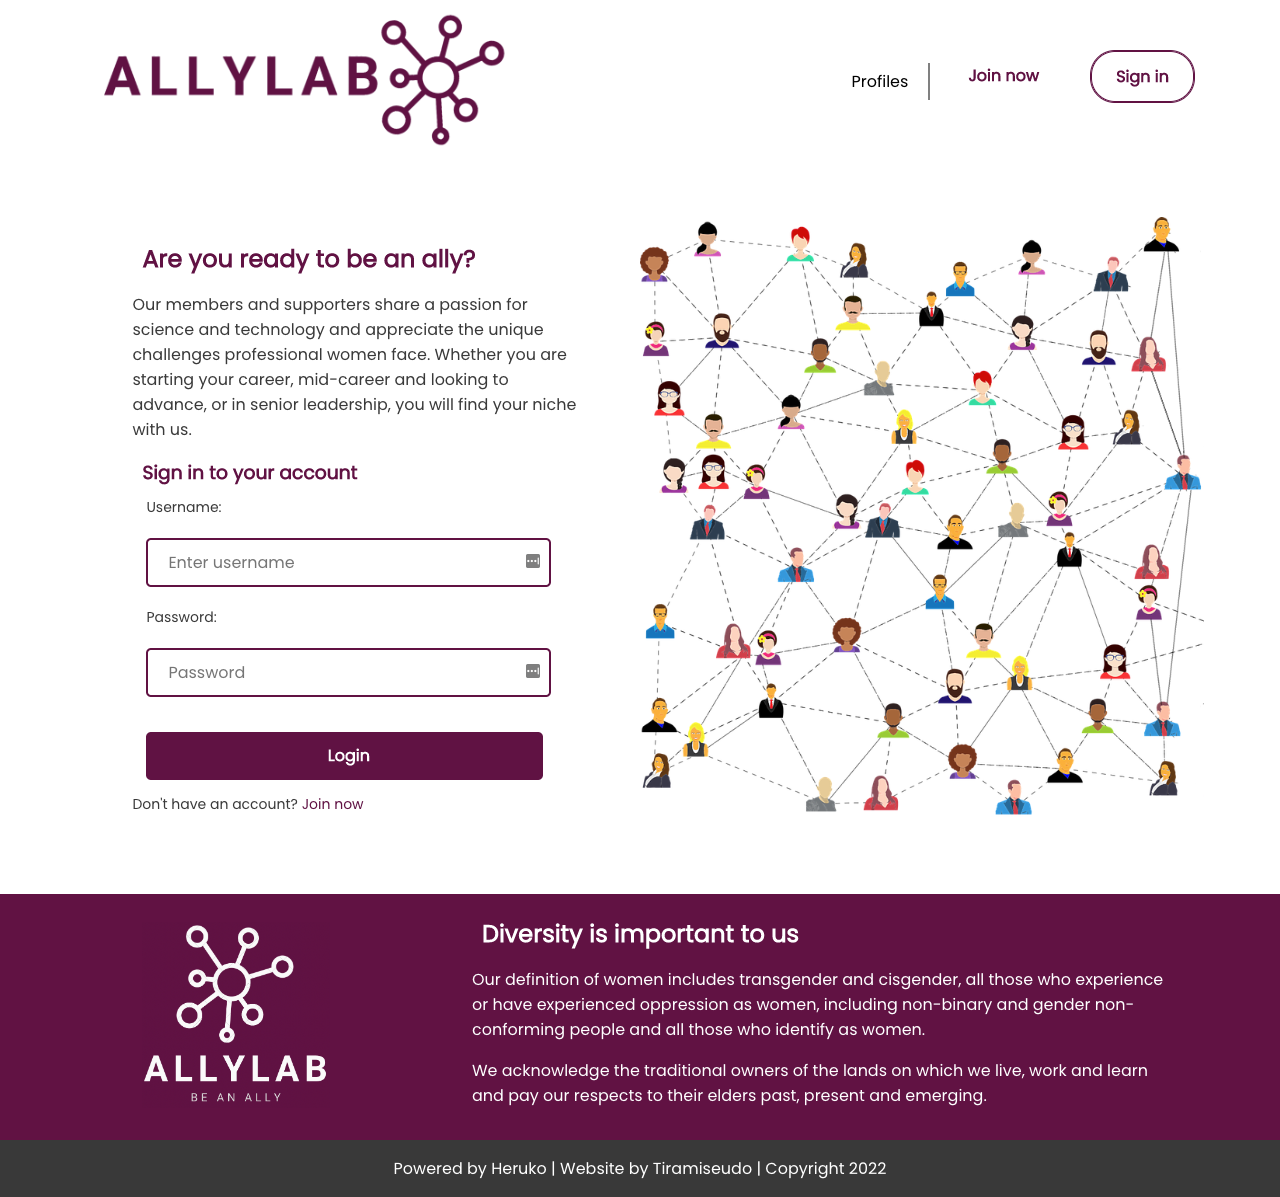 ALLYLAB
Profiles
Join now
Sign in
Are you ready to be an ally?
Our members and supporters share a passion for
science and technology and appreciate the unique
challenges professional women face. Whether you are
starting your career, mid-career and looking to
advance, or in senior leadership, you will find your niche
with us.
Sign in to your account
Username:
Enter username
Password:
Password
Login
Don't have an account? Join now
ALLYLAB
BE AN ALLY
Diversity is important to us
Our definition of women includes transgender and cisgender, all those who experience
or have experienced oppression as women, including non-binary and gender non-
conforming people and all those who identify as women.
We acknowledge the traditional owners of the lands on which we live, work and learn
and pay our respects to their elders past, present and emerging.
Powered by Heruko | Website by Tiramiseudo | Copyright 2022